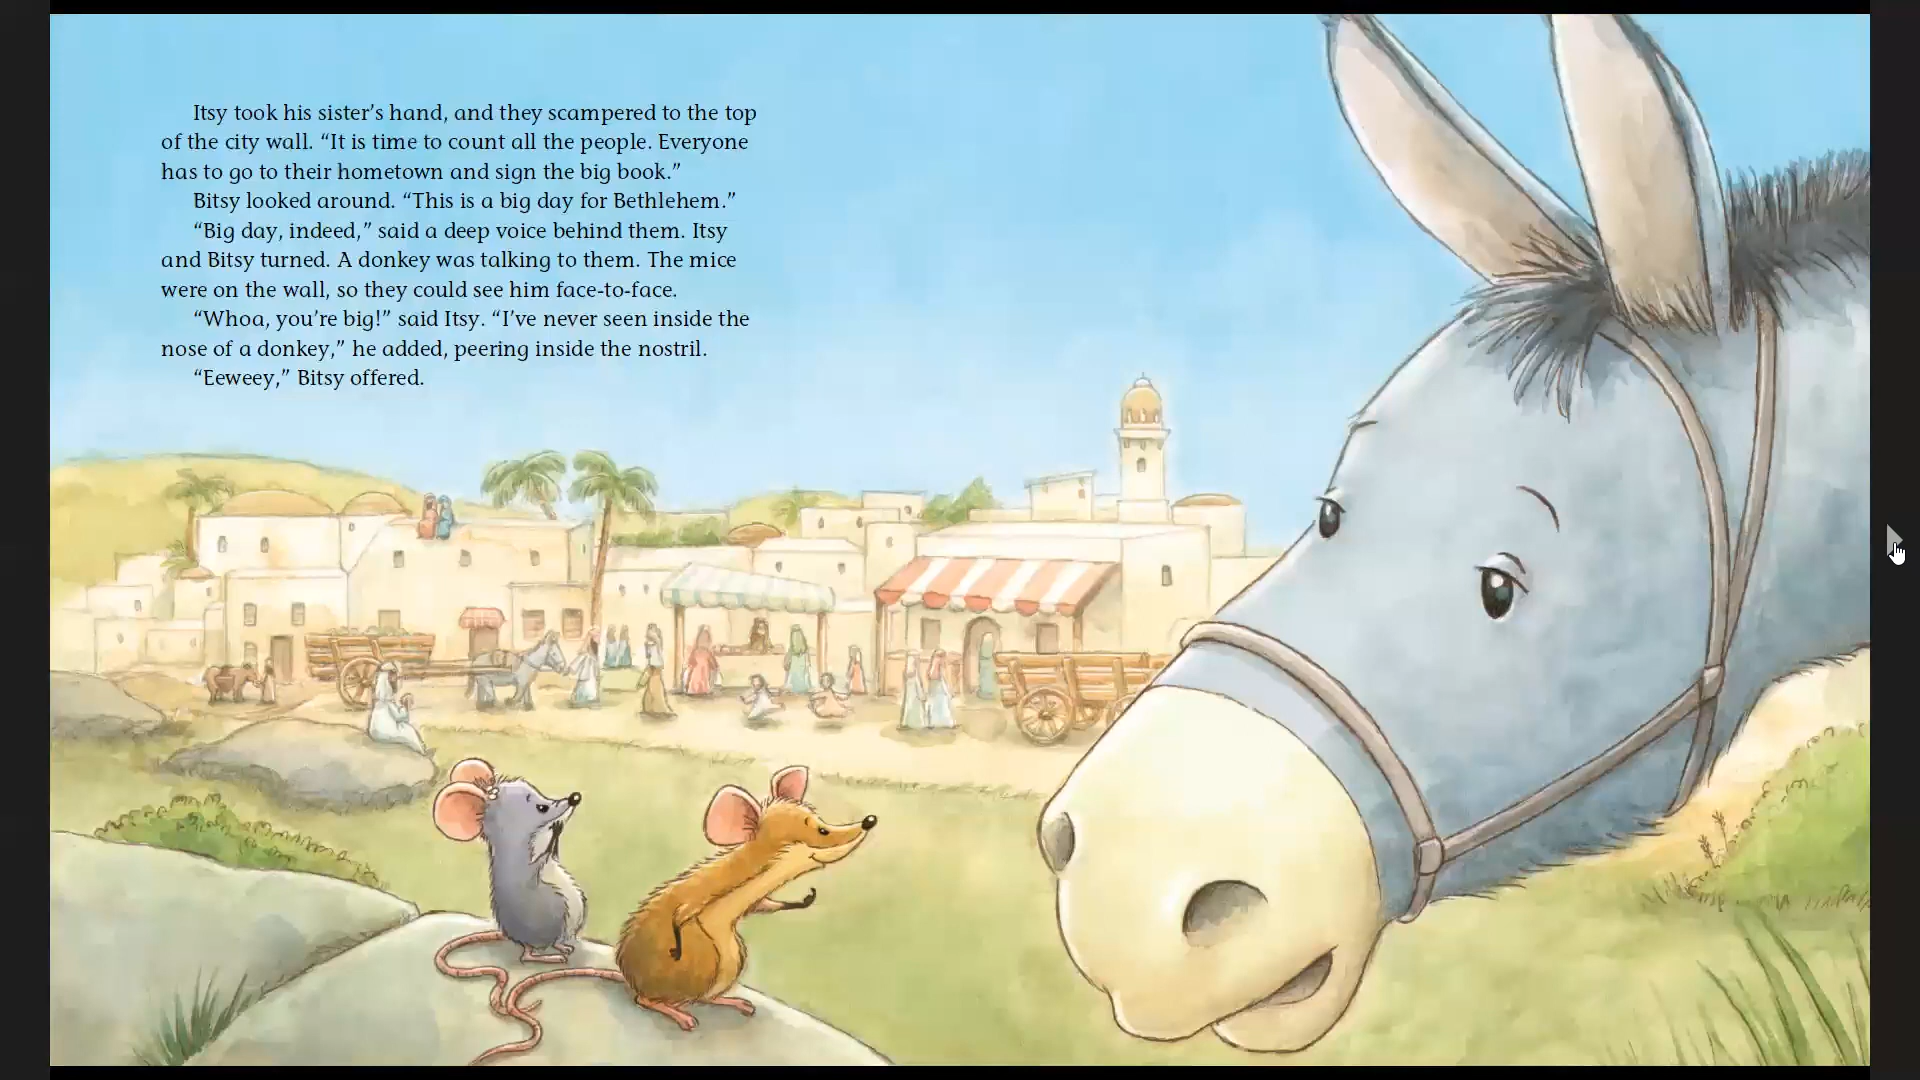 Itsy took his sister’s hand, and they scampered to the top
of the city wall. “It is time to count all the people. Everyone
has to go to their hometown and sign the big book.”
Bitsy looked around. “This is a big day for Bethlehem.”
“Big day, indeed,” said a deep voice behind them. Itsy
and Bitsy turned. A donkey was talking to them. The mice
were on the wall, so they could see him face-to-face.
“Whoa, you’re big!” said Itsy. “I’ve never seen inside the
nose of a donkey,” he added, peering inside the nostril.
“Eeweey,” Bitsy offered.